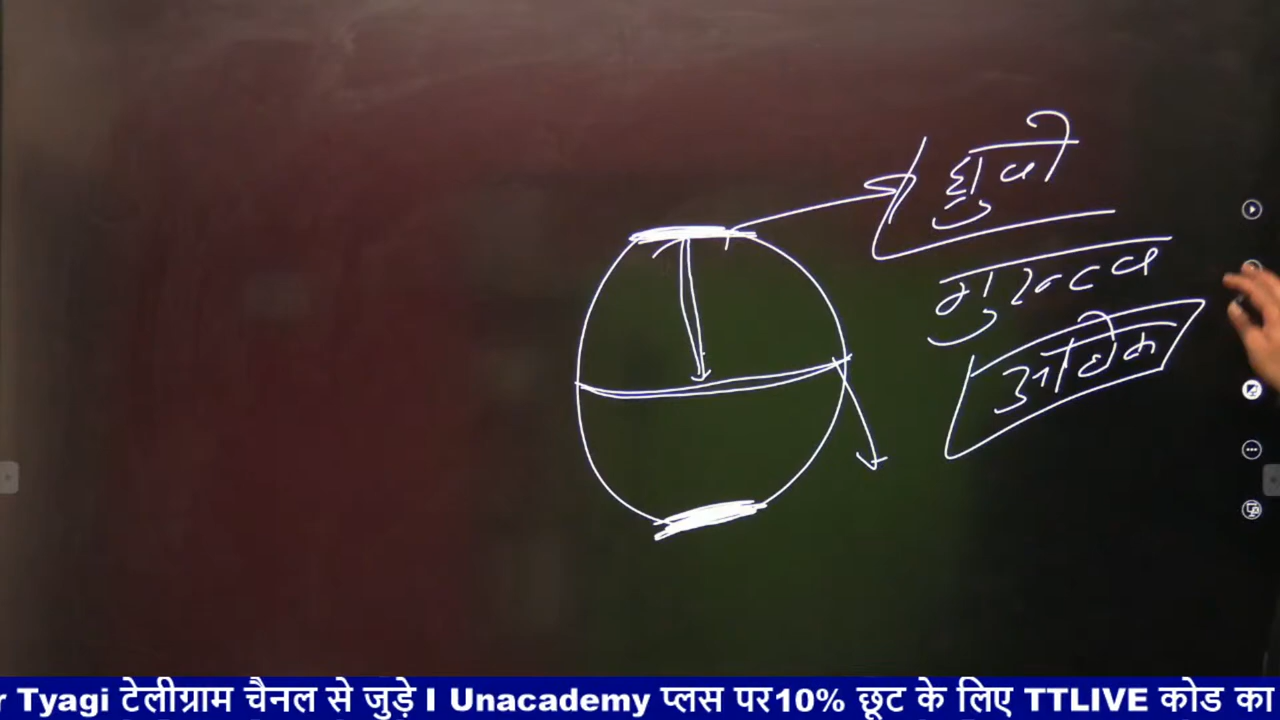 ध्रुवो
गुरुत्व
अधिक
r Tyagi टेलीग्राम चैनल से जुड़े I Unacademy प्लस पर10% छूट के लिए TTLIVE कोड का